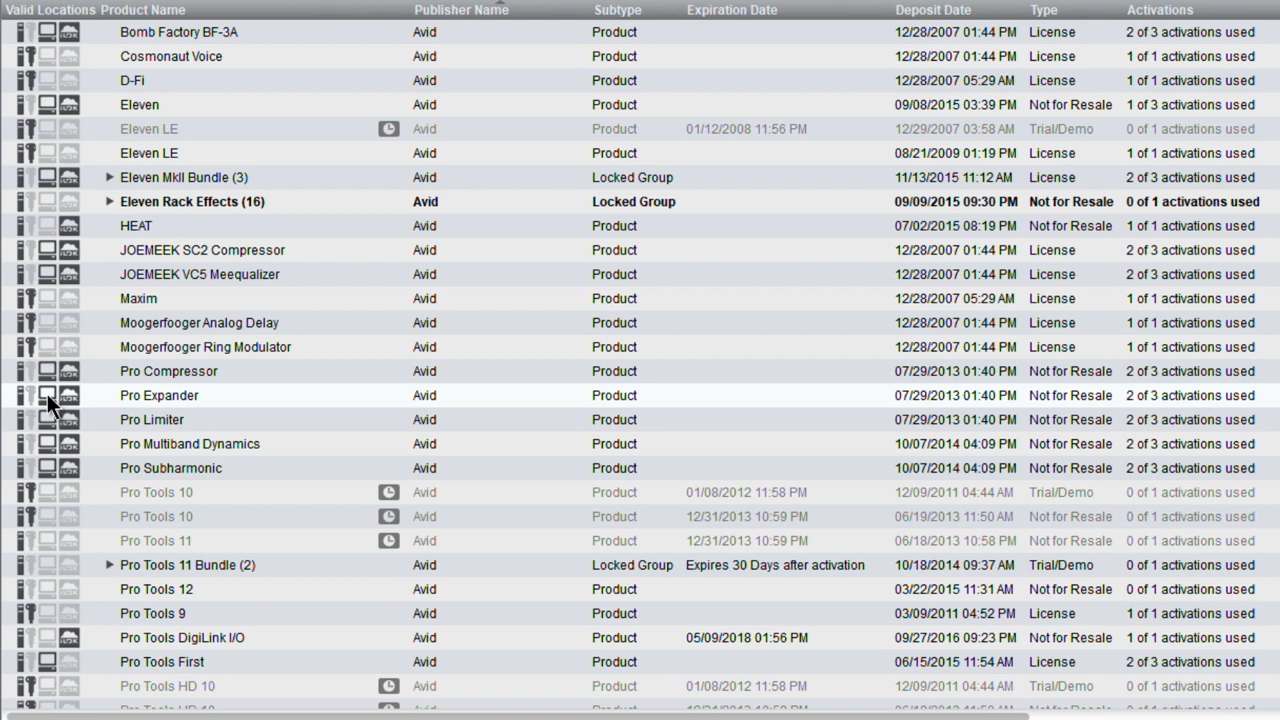 Valid Locations Product Name Publisher Name Subtype Expiration Date Deposit Date Type Activations
Bomb Factory BF-3A Avid Product 12/28/2007 01:44 PM License 2 of 3 activations used
Cosmonaut Voice Avid Product 12/28/2007 01:44 PM License 1 of 1 activations used
D-Fi Avid Product 12/28/2007 05:29 AM License 1 of 1 activations used
Eleven Avid Product 09/08/2015 03:39 PM Not for Resale 1 of 3 activations used
Eleven LE Avid Product 01/12/2008 11:56 PM 12/29/2007 03:58 AM Trial/Demo 0 of 1 activations used
Eleven LE Avid Product 08/21/2009 01:19 PM License 1 of 1 activations used
Eleven MkII Bundle (3) Avid Locked Group 11/13/2015 11:12 AM License 2 of 3 activations used
Eleven Rack Effects (16) Avid Locked Group 09/09/2015 09:30 PM Not for Resale 0 of 1 activations used
HEAT Avid Product 07/02/2015 08:19 PM Not for Resale 1 of 1 activations used
JOEMEEK SC2 Compressor Avid Product 12/28/2007 01:44 PM License 2 of 3 activations used
JOEMEEK VC5 Meequalizer Avid Product 12/28/2007 01:44 PM License 2 of 3 activations used
Maxim Avid Product 12/28/2007 05:29 AM License 1 of 1 activations used
Moogerfooger Analog Delay Avid Product 12/28/2007 01:44 PM License 1 of 1 activations used
Moogerfooger Ring Modulator Avid Product 12/28/2007 01:44 PM License 1 of 1 activations used
Pro Compressor Avid Product 07/29/2013 01:40 PM Not for Resale 2 of 3 activations used
Pro Expander Avid Product 07/29/2013 01:40 PM Not for Resale 2 of 3 activations used
Pro Limiter Avid Product 07/29/2013 01:40 PM Not for Resale 2 of 3 activations used
Pro Multiband Dynamics Avid Product 10/07/2014 04:09 PM Not for Resale 2 of 3 activations used
Pro Subharmonic Avid Product 10/07/2014 04:09 PM Not for Resale 2 of 3 activations used
Pro Tools 10 Avid Product 01/08/2012 11:58 PM 12/09/2011 04:44 AM Trial/Demo 0 of 1 activations used
Pro Tools 10 Avid Product 12/31/2013 10:59 PM 06/19/2013 11:50 AM Not for Resale 0 of 1 activations used
Pro Tools 11 Avid Product 12/31/2013 10:59 PM 06/18/2013 10:58 PM Not for Resale 0 of 1 activations used
Pro Tools 11 Bundle (2) Avid Locked Group Expires 30 Days after activation 10/18/2014 09:37 AM Trial/Demo 0 of 1 activations used
Pro Tools 12 Avid Product 03/22/2015 11:31 AM Not for Resale 0 of 1 activations used
Pro Tools 9 Avid Product 03/09/2011 04:52 PM License 1 of 1 activations used
Pro Tools DigiLink I/O Avid Product 05/09/2019 01:56 PM 09/27/2016 09:23 PM Not for Resale 1 of 1 activations used
Pro Tools First Avid Product 06/15/2015 11:54 AM License 2 of 3 activations used
Pro Tools HD 10 Avid Product 01/08/2012 11:58 PM 12/09/2011 04:44 AM Trial/Demo 0 of 1 activations used